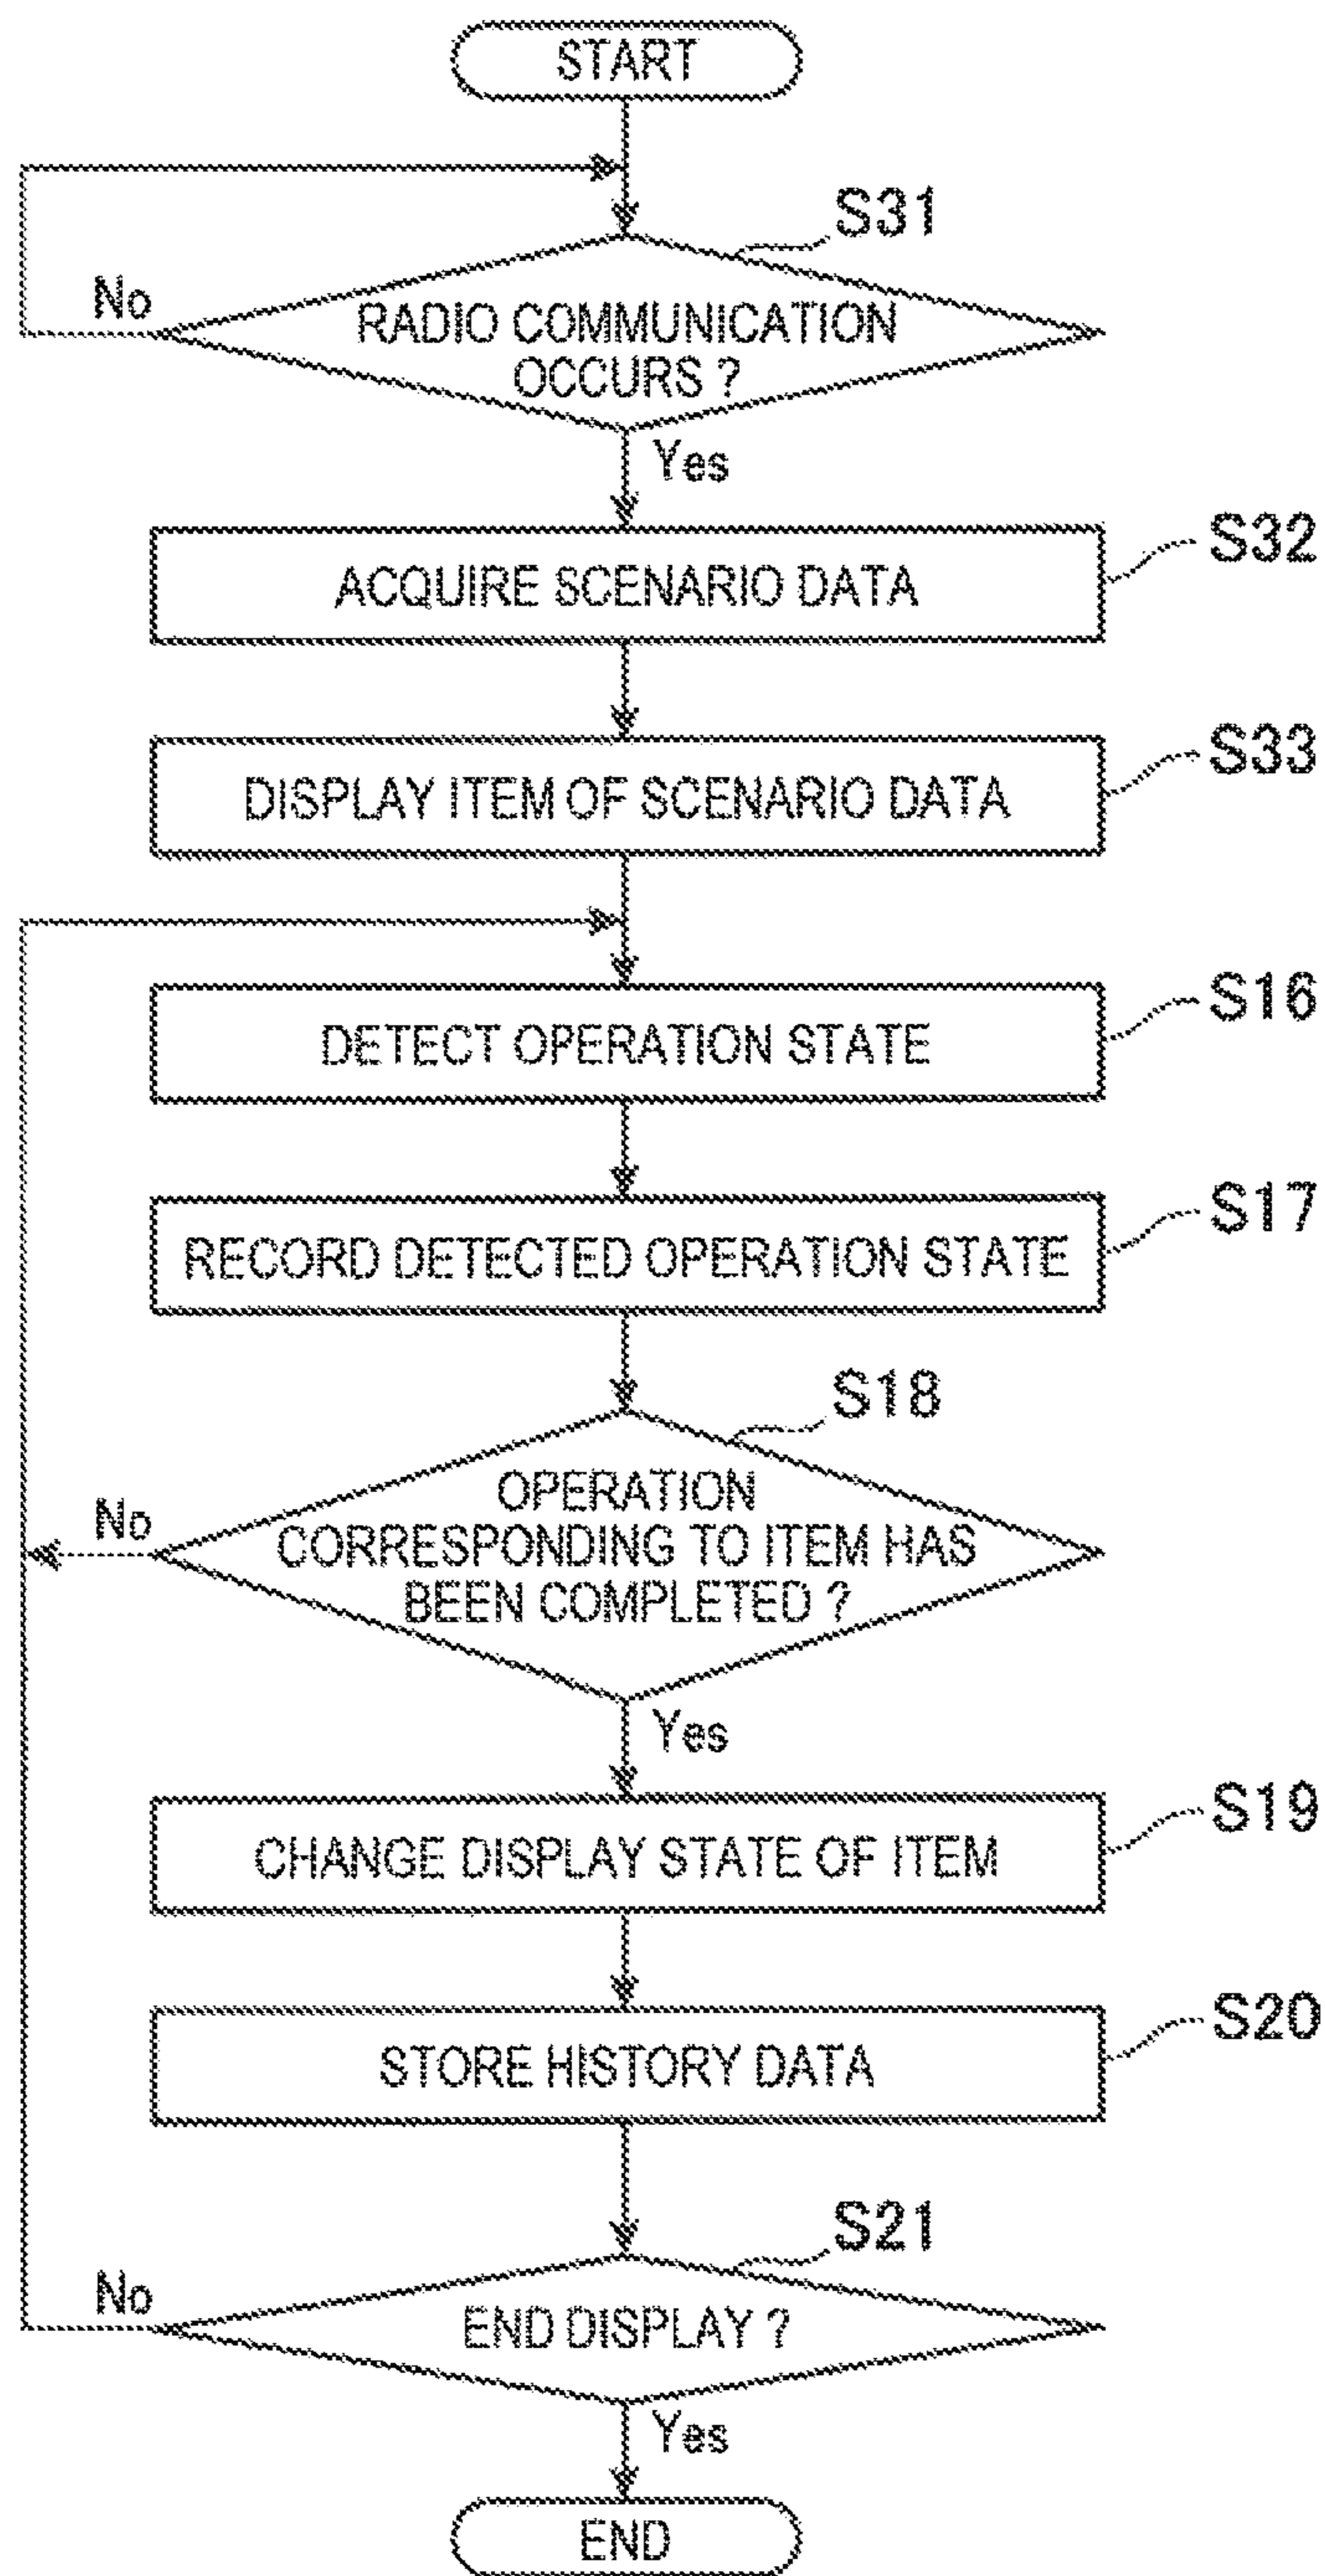 START
S31
No
RADIO COMMUNICATION
OCCURS ?
Yes
S32
ACQUIRE SCENARIO DATA
S33
DISPLAY ITEM OF SCENARIO DATA
S16
DETECT OPERATION STATE
S17
RECORD DETECTED OPERATION STATE
S18
OPERATION
No
CORRESPONDING TO ITEM HAS
BEEN COMPLETED ?
Yes
S19
CHANGE DISPLAY STATE OF ITEM
S20
STORE HISTORY DATA
S21
No
END DISPLAY ?
Yes
END